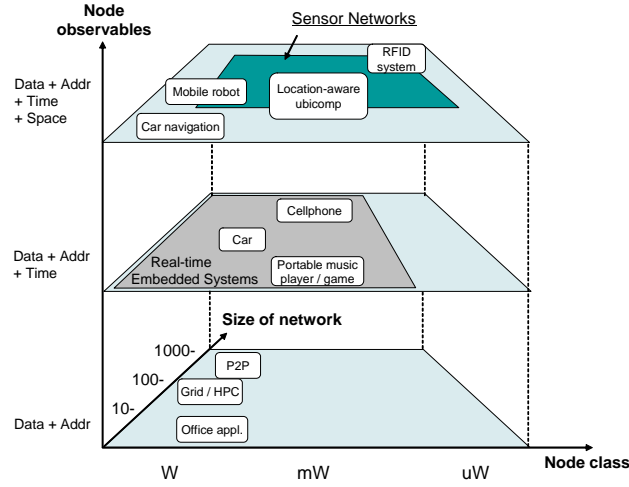 Node
observables
Sensor Networks
RFID
system
Data + Addr
+ Time
+ Space
Mobile robot
Location-aware
ubicomp
Car navigation
Cellphone
Car
Data + Addr
+ Time
Real-time
Embedded Systems
Portable music
player / game
Size of network
1000-
P2P
100-
Grid / HPC
10-
Data + Addr
Office appl.
Node class
W
mW
uW